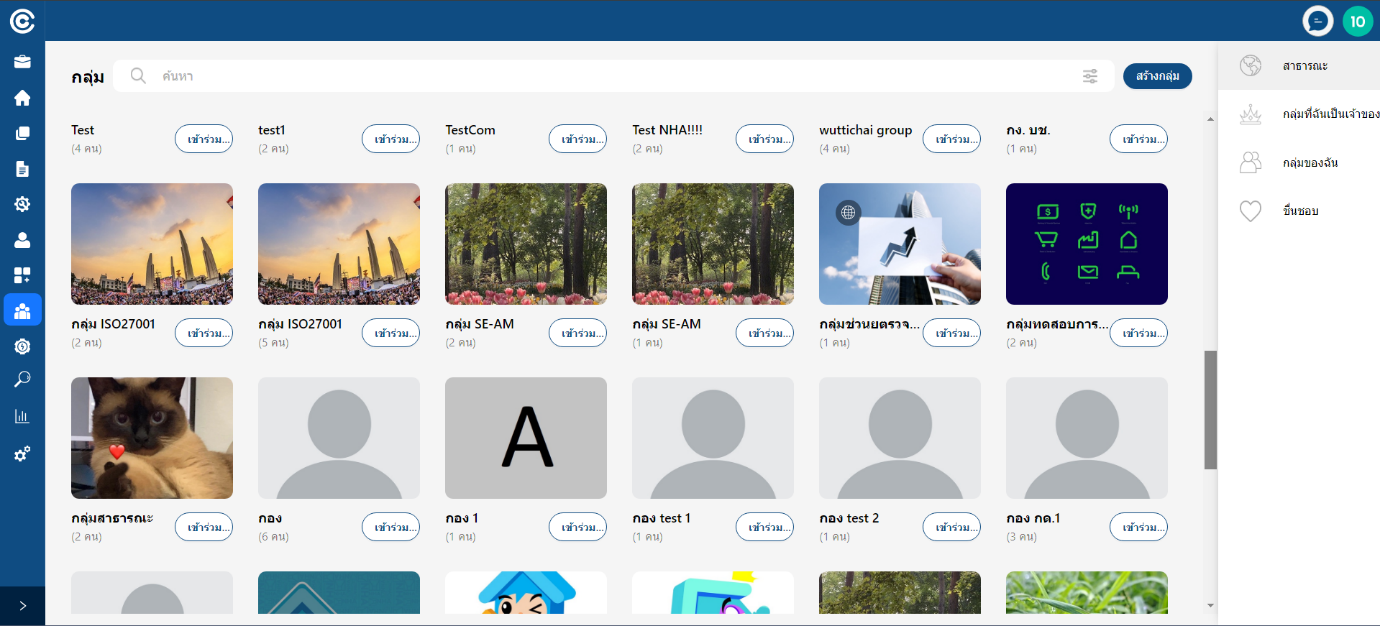 10
กลุ่ม
ค้นหา
สร้างกลุ่ม
สาธารณะ
กลุ่มที่ฉันเป็นเจ้าของ
กลุ่มของฉัน
ชื่นชอบ
Test
(4 คน)
เข้าร่วม...
test1
(2 คน)
เข้าร่วม...
TestCom
(1 คน)
เข้าร่วม...
Test NHA!!!!
(2 คน)
เข้าร่วม...
wuttichai group
(4 คน)
เข้าร่วม...
กง. บช.
(1 คน)
เข้าร่วม...
กลุ่ม ISO27001
(2 คน)
เข้าร่วม...
กลุ่ม ISO27001
(5 คน)
เข้าร่วม...
กลุ่ม SE-AM
(2 คน)
เข้าร่วม...
กลุ่ม SE-AM
(1 คน)
เข้าร่วม...
กลุ่มช่วยตรวจ...
(1 คน)
เข้าร่วม...
กลุ่มทดสอบการ...
(2 คน)
เข้าร่วม...
กลุ่มสาธารณะ
(2 คน)
เข้าร่วม...
กอง
(6 คน)
เข้าร่วม...
A
กอง 1
(1 คน)
เข้าร่วม...
กอง test 1
(1 คน)
เข้าร่วม...
กอง test 2
(1 คน)
เข้าร่วม...
กอง กด.1
(3 คน)
เข้าร่วม...